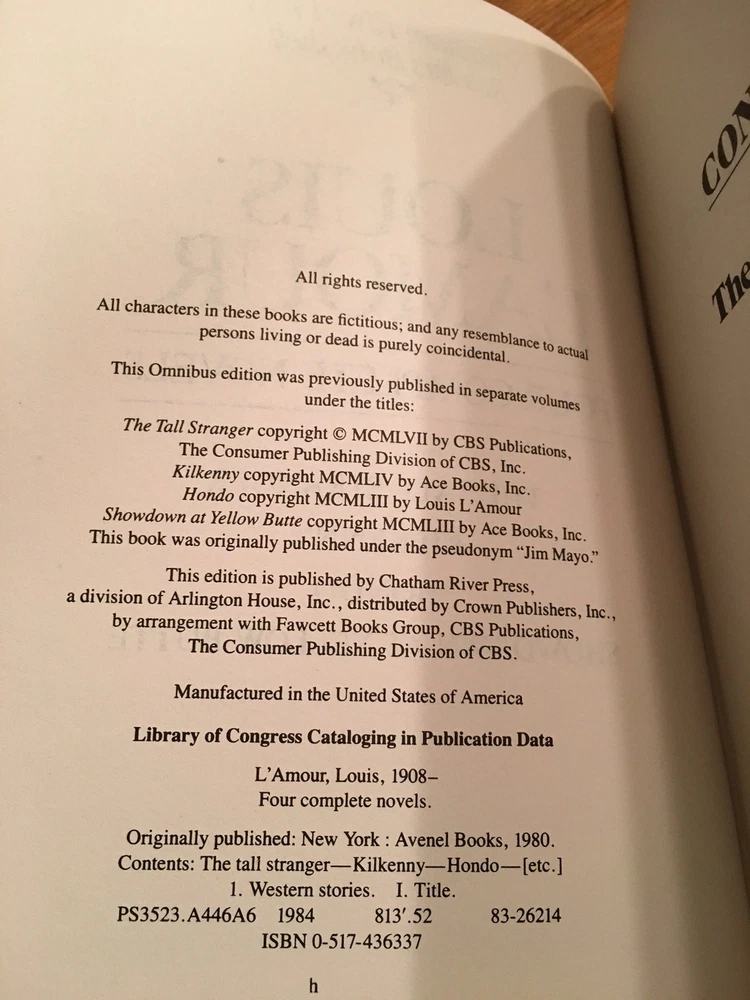 All rights reserved.
All characters in these books are fictitious; and any resemblance to actual
persons living or dead is purely coincidental.
This Omnibus edition was previously published in separate volumes
under the titles:
The Tall Stranger copyright © MCMLVII by CBS Publications,
The Consumer Publishing Division of CBS, Inc.
Kilkenny copyright MCMLIV by Ace Books, Inc.
Hondo copyright MCMLIII by Louis L'Amour
Showdown at Yellow Butte copyright MCMLIII by Ace Books, Inc.
This book was originally published under the pseudonym “Jim Mayo.”
This edition is published by Chatham River Press,
a division of Arlington House, Inc., distributed by Crown Publishers, Inc.,
by arrangement with Fawcett Books Group, CBS Publications,
The Consumer Publishing Division of CBS.
Manufactured in the United States of America
Library of Congress Cataloging in Publication Data
L'Amour, Louis, 1908–
Four complete novels.
Originally published: New York : Avenel Books, 1980.
Contents: The tall stranger—Kilkenny—Hondo—[etc.]
1. Western stories. I. Title.
PS3523.A446A6 1984 813′.52 83-26214
ISBN 0-517-436337
h
CON
The